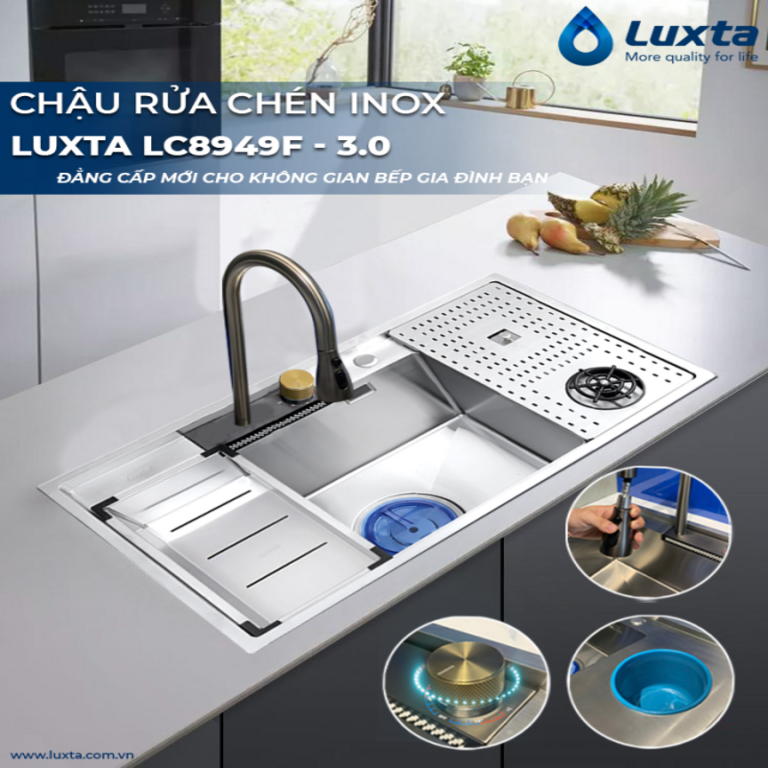 Luxta
More quality for life
CHẬU RỬA CHÉN INOX
LUXTA LC8949F - 3.0
ĐẲNG CẤP MỚI CHO KHÔNG GIAN BẾP GIA ĐÌNH BẠN
www.luxta.com.vn